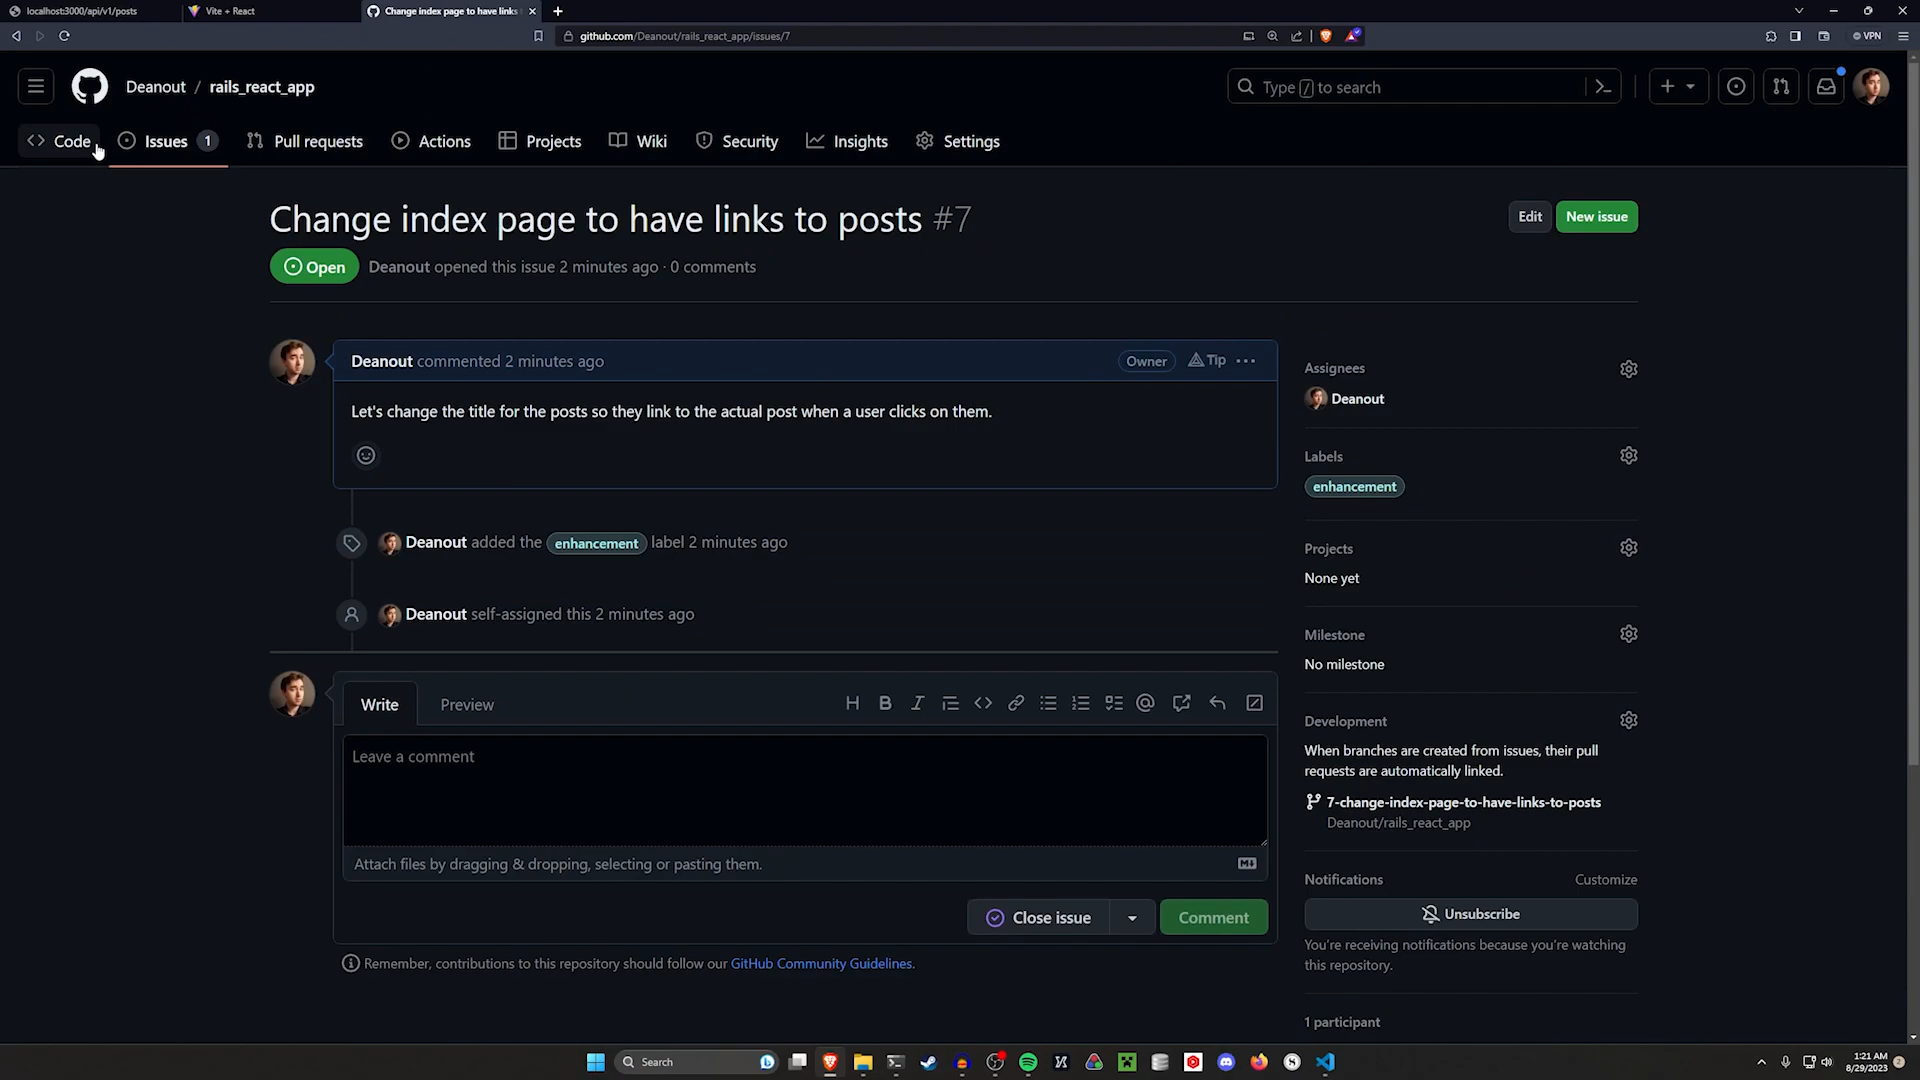 localhost:3000/api/v1/posts
Vite + React
Change index page to have links
github.com/Deanout/rails_react_app/issues/7
VPN
Deanout / rails_react_app
Type / to search
Code
Issues 1
Pull requests
Actions
Projects
Wiki
Security
Insights
Settings
Change index page to have links to posts #7
Edit
New issue
Open
Deanout opened this issue 2 minutes ago · 0 comments
Deanout commented 2 minutes ago
Owner
Tip
Let's change the title for the posts so they link to the actual post when a user clicks on them.
Deanout added the enhancement label 2 minutes ago
Deanout self-assigned this 2 minutes ago
Write
Preview
Leave a comment
Attach files by dragging & dropping, selecting or pasting them.
Close issue
Comment
Remember, contributions to this repository should follow our GitHub Community Guidelines.
Assignees
Deanout
Labels
enhancement
Projects
None yet
Milestone
No milestone
Development
When branches are created from issues, their pull
requests are automatically linked.
7-change-index-page-to-have-links-to-posts
Deanout/rails_react_app
Notifications
Customize
Unsubscribe
You're receiving notifications because you're watching
this repository.
1 participant
Search
1:21 AM
8/29/2023